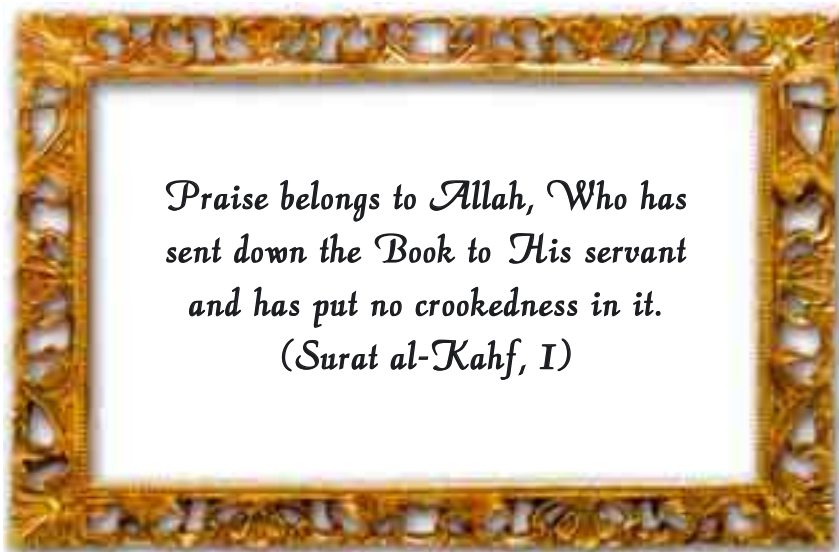 Praise belongs to Allah, Who has
sent down the Book to His servant
and has put no crookedness in it.
(Surat al-Kahf, 1)